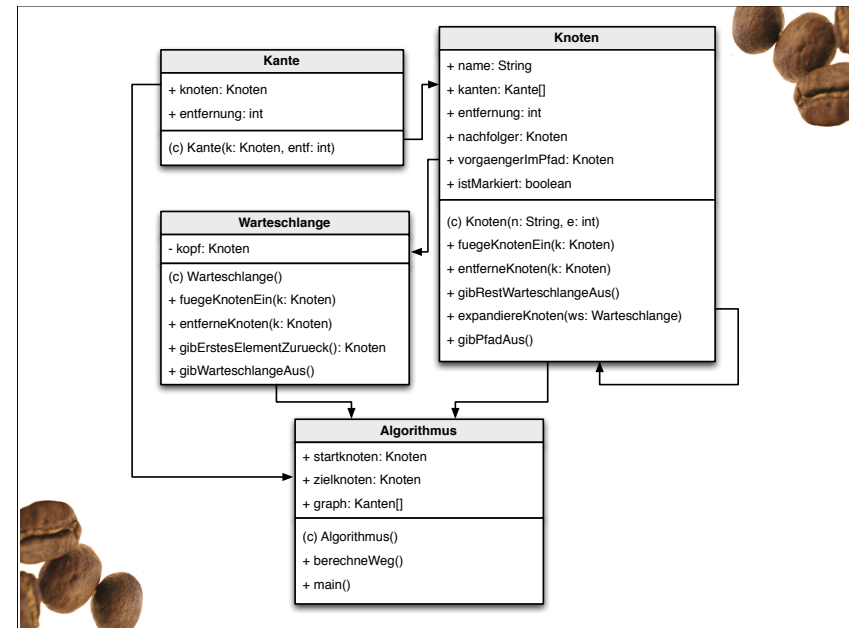 Kante
+ knoten: Knoten
+ entfernung: int
(c) Kante(k: Knoten, entf: int)
Knoten
+ name: String
+ kanten: Kante[]
+ entfernung: int
+ nachfolger: Knoten
+ vorgaengerImPfad: Knoten
+ istMarkiert: boolean
(c) Knoten(n: String, e: int)
+ fuegeKnotenEin(k: Knoten)
+ entferneKnoten(k: Knoten)
+ gibRestWarteschlangeAus()
+ expandiereKnoten(ws: Warteschlange)
+ gibPfadAus()
Warteschlange
- kopf: Knoten
(c) Warteschlange()
+ fuegeKnotenEin(k: Knoten)
+ entferneKnoten(k: Knoten)
+ gibErstesElementZurueck(): Knoten
+ gibWarteschlangeAus()
Algorithmus
+ startknoten: Knoten
+ zielknoten: Knoten
+ graph: Kanten[]
(c) Algorithmus()
+ berechneWeg()
+ main()